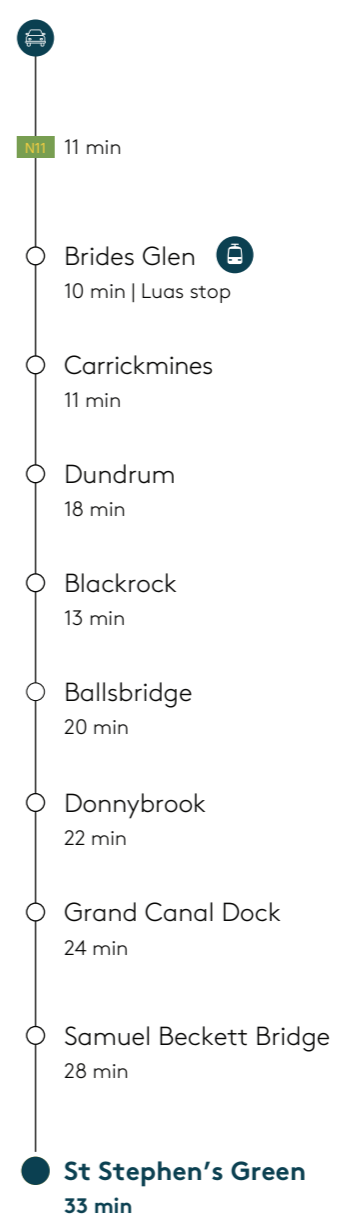 N11 11 min
Brides Glen
10 min | Luas stop
Carrickmines
11 min
Dundrum
18 min
Blackrock
13 min
Ballsbridge
20 min
Donnybrook
22 min
Grand Canal Dock
24 min
Samuel Beckett Bridge
28 min
St Stephen’s Green
33 min